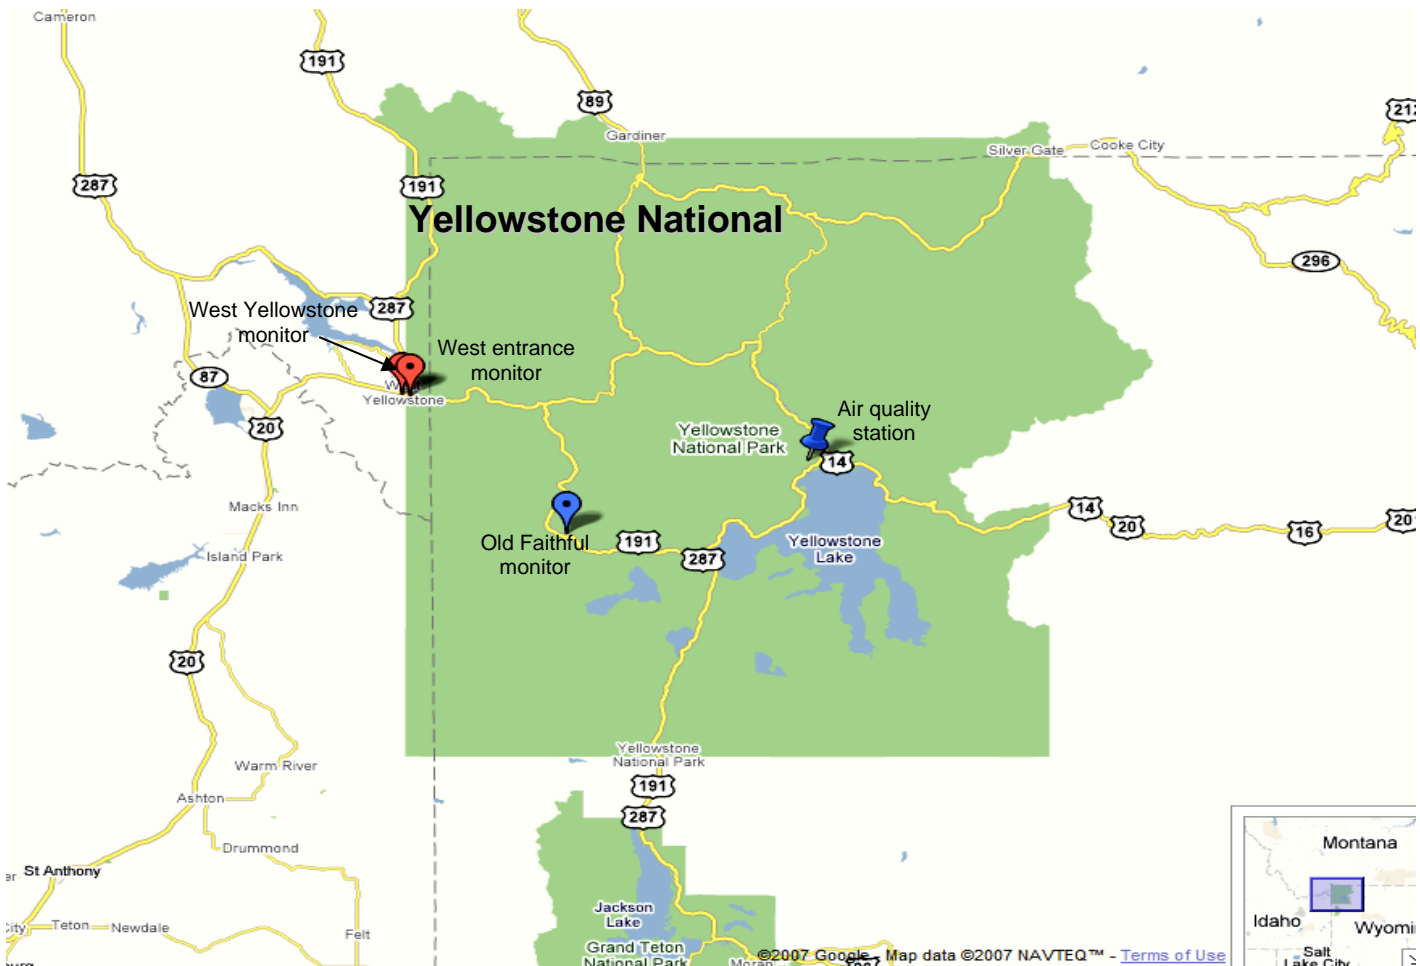 Cameron
191
89
212
Gardiner
Silver Gate
Cooke City
287
191
Yellowstone National
296
287
West Yellowstone
monitor
West entrance
monitor
87
Yellowstone
20
Air quality
station
Yellowstone
National Park
14
Macks Inn
14
20
16
20
Old Faithful
monitor
191
287
Yellowstone
Lake
Island Park
20
Yellowstone
National Park
191
287
Warm River
Ashton
Drummond
St Anthony
Teton
Newdale
Felt
Jackson
Lake
Grand Teton
National Park
Moran
Montana
Idaho
Salt
Lake City
©2007 Google - Map data ©2007 NAVTEQ™ - Terms of Use